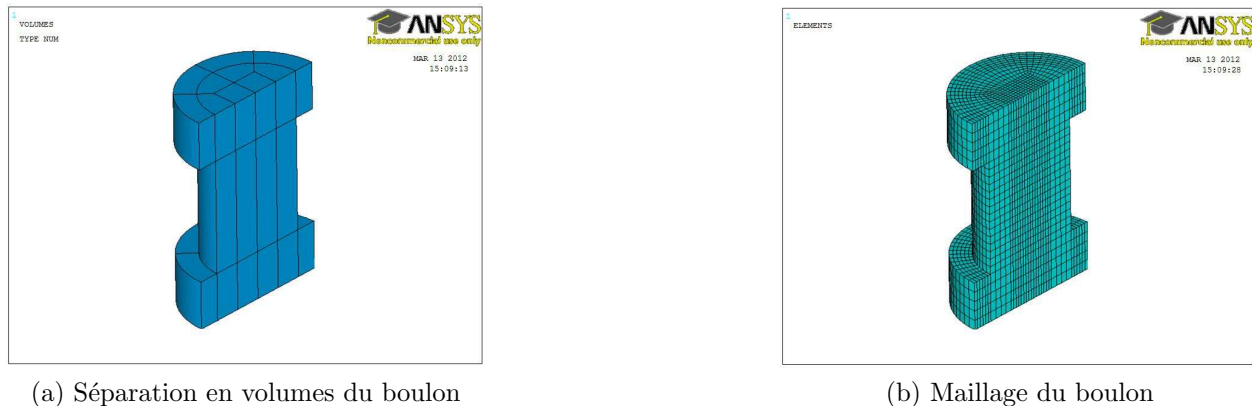 1
VOLUMES
TYPE NUM
ANSYS
Noncommercial use only
MAR 13 2012
15:09:13
1
ELEMENTS
ANSYS
Noncommercial use only
MAR 13 2012
15:09:28
(a) Séparation en volumes du boulon
(b) Maillage du boulon